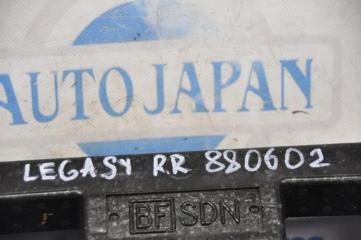 AUTO JAPAN
LEGASY RR 880602
BF SDN